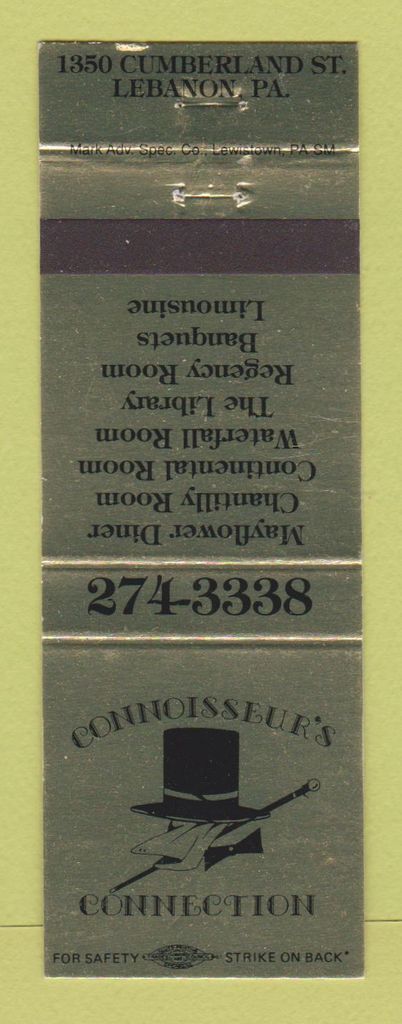 1350 CUMBERLAND ST.
LEBANON, PA.
Mark Adv. Spec. Co., Lewistown, PA SM
Mayflower Diner
Chantilly Room
Continental Room
Waterfall Room
The Library
Regency Room
Banquets
Limousine
274-3338
CONNOISSEUR'S
CONNECTION
FOR SAFETY STRIKE ON BACK